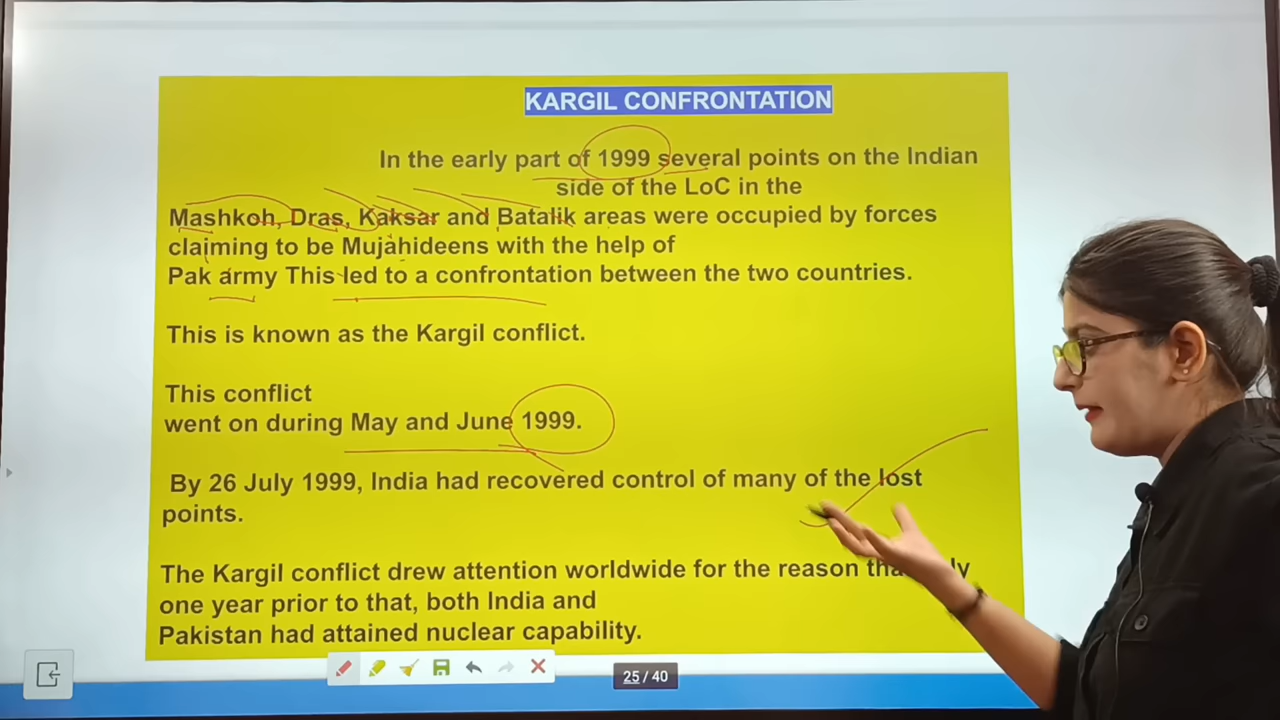 KARGIL CONFRONTATION
In the early part of 1999 several points on the Indian
side of the LoC in the
Mashkoh, Dras, Kaksar and Batalik areas were occupied by forces
claiming to be Mujahideens with the help of
Pak army This led to a confrontation between the two countries.
This is known as the Kargil conflict.
This conflict
went on during May and June 1999.
By 26 July 1999, India had recovered control of many of the lost
points.
The Kargil conflict drew attention worldwide for the reason
one year prior to that, both India and
Pakistan had attained nuclear capability.
25 / 40